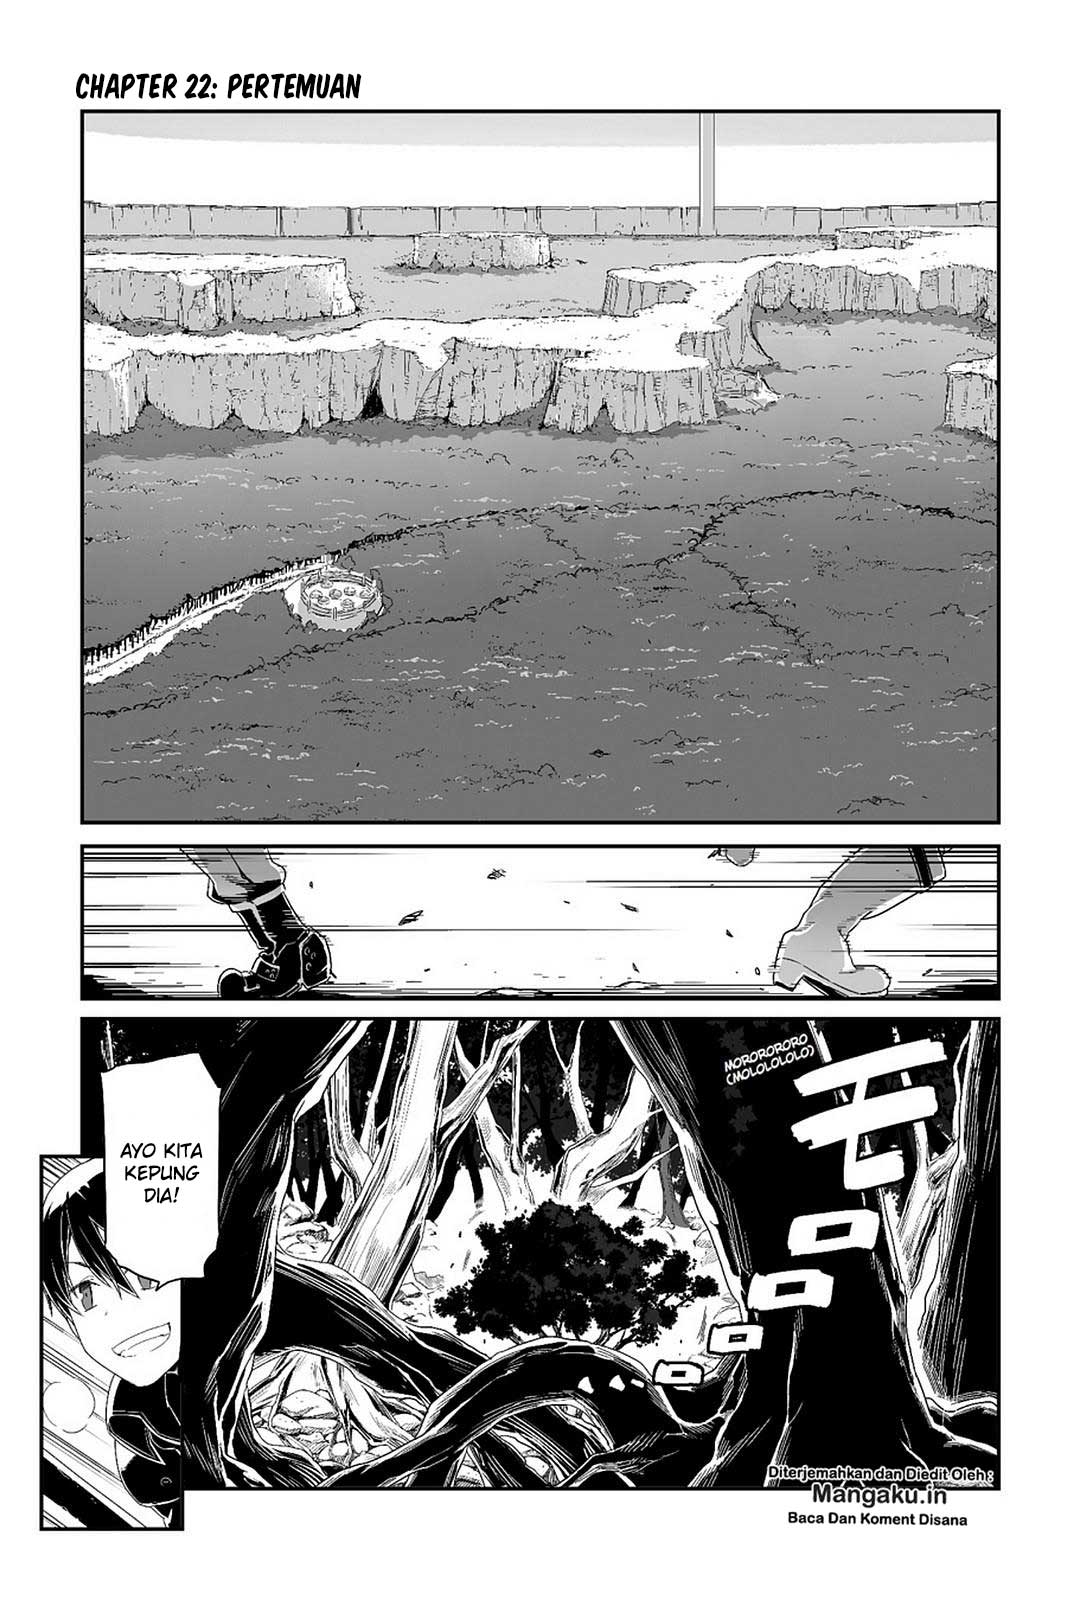 CHAPTER 22: PERTEMUAN
MORORORORO
(MOLOLOLOLO)
モロロロロ
AYO KITA
KEPUNG
DIA!
Diterjemahkan dan Diedit Oleh :
Mangaku.in
Baca Dan Koment Disana